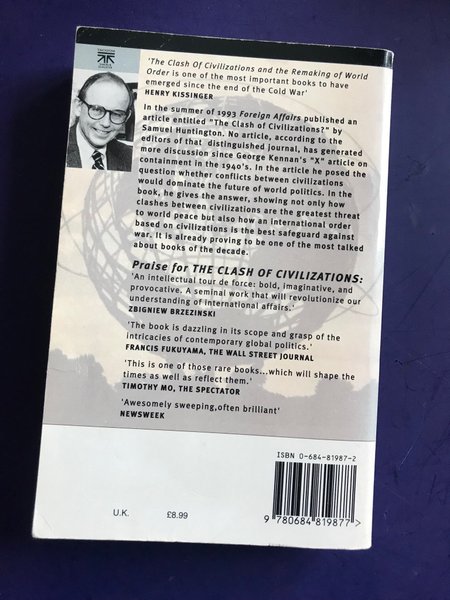 'The Clash Of Civilizations and the Remaking of World
Order is one of the most important books to have
emerged since the end of the Cold War'
HENRY KISSINGER
In the summer of 1993 Foreign Affairs published an
article entitled "The Clash of Civilizations?" by
Samuel Huntington. No article, according to the
editors of that distinguished journal, has generated
more discussion since George Kennan's "X" article on
containment in the 1940's. In the article he posed the
question whether conflicts between civilizations
would dominate the future of world politics. In the
book, he gives the answer, showing not only how
clashes between civilizations are the greatest threat
to world peace but also how an international order
based on civilizations is the best safeguard against
war. It is already proving to be one of the most talked
about books of the decade.
Praise for THE CLASH OF CIVILIZATIONS:
'An intellectual tour de force: bold, imaginative, and
provocative. A seminal work that will revolutionize our
understanding of international affairs.'
ZBIGNIEW BRZEZINSKI
'The book is dazzling in its scope and grasp of the
intricacies of contemporary global politics.'
FRANCIS FUKUYAMA, THE WALL STREET JOURNAL
'This is one of those rare books...which will shape the
times as well as reflect them.'
TIMOTHY MO, THE SPECTATOR
'Awesomely sweeping,often brilliant'
NEWSWEEK
ISBN 0-684-81987-2
9 780684 819877 >
U.K. £8.99